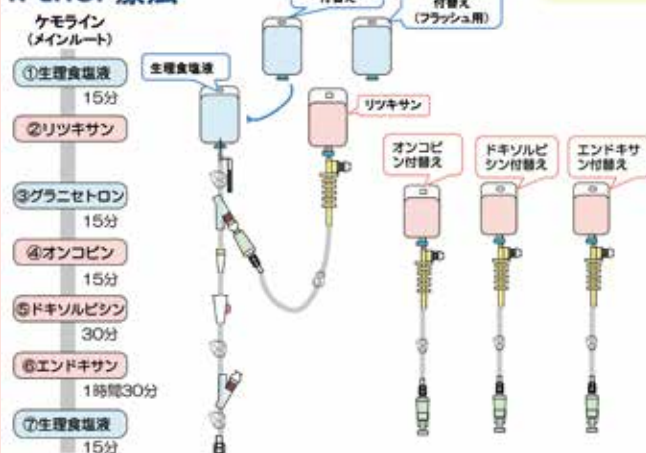 療法
ケモライン
(メインルート)
①生理食塩液
15分
②リツキサン
③グラニセトロン
15分
④オンコビン
15分
⑤ドキソルビシン
30分
⑥エンドキサン
1時間30分
⑦生理食塩液
15分
生理食塩液
付替え
付替え
(フラッシュ用)
リツキサン
オンコビ
ン付替え
ドキソルビ
シン付替え
エンドキサ
ン付替え